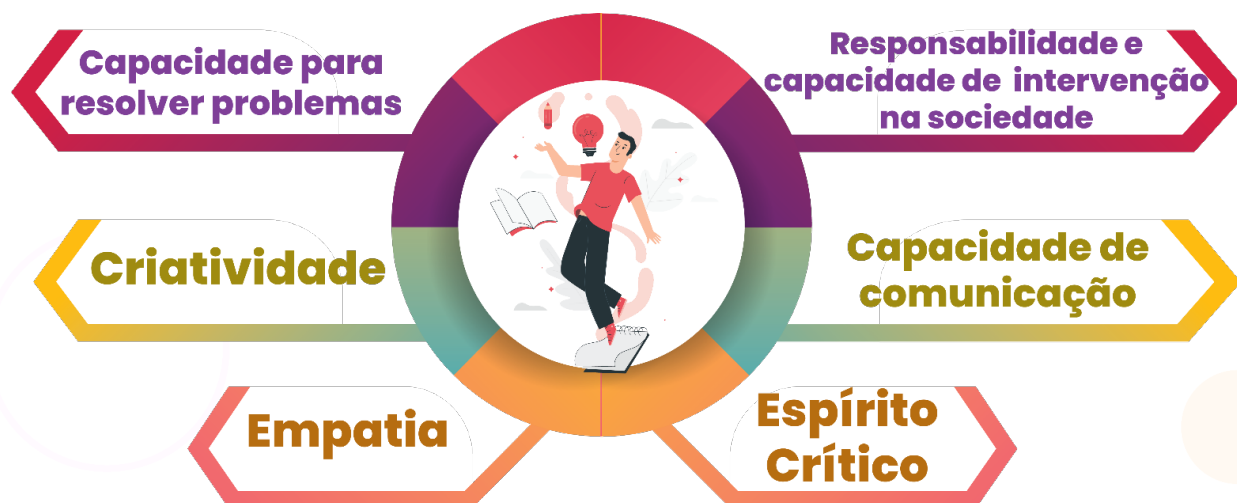 Capacidade para
resolver problemas
Responsabilidade e
capacidade de intervenção
na sociedade
Criatividade
Capacidade de
comunicação
Empatia
Espírito
Crítico